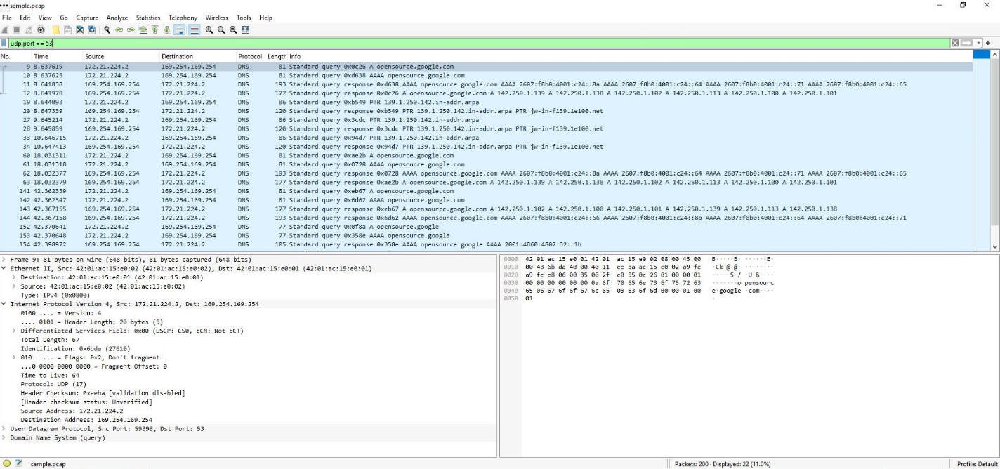 sample.pcap
File Edit View Go Capture Analyze Statistics Telephony Wireless Tools Help
udp.port == 53
No. Time Source Destination Protocol Length Info
9 8.637619 172.21.224.2 169.254.169.254 DNS 81 Standard query 0x0c26 A opensource.google.com
10 8.637625 172.21.224.2 169.254.169.254 DNS 81 Standard query 0xd638 AAAA opensource.google.com
11 8.641838 169.254.169.254 172.21.224.2 DNS 193 Standard query response 0xd638 AAAA opensource.google.com AAAA 2607:f8b0:4001:c24::8a AAAA 2607:f8b0:4001:c24::64 AAAA 2607:f8b0:4001:c24::71 AAAA 2607:f8b0:4001:c24::65
12 8.641978 169.254.169.254 172.21.224.2 DNS 177 Standard query response 0x0c26 A opensource.google.com A 142.250.1.139 A 142.250.1.138 A 142.250.1.102 A 142.250.1.113 A 142.250.1.100 A 142.250.1.101
19 8.644093 172.21.224.2 169.254.169.254 DNS 86 Standard query 0xb549 PTR 139.1.250.142.in-addr.arpa
20 8.647339 169.254.169.254 172.21.224.2 DNS 120 Standard query response 0xb549 PTR 139.1.250.142.in-addr.arpa PTR jw-in-f139.1e100.net
27 9.645214 172.21.224.2 169.254.169.254 DNS 86 Standard query 0x3cdc PTR 139.1.250.142.in-addr.arpa
28 9.645859 169.254.169.254 172.21.224.2 DNS 120 Standard query response 0x3cdc PTR 139.1.250.142.in-addr.arpa PTR jw-in-f139.1e100.net
33 10.646715 172.21.224.2 169.254.169.254 DNS 86 Standard query 0x94d7 PTR 139.1.250.142.in-addr.arpa
34 10.647413 169.254.169.254 172.21.224.2 DNS 120 Standard query response 0x94d7 PTR 139.1.250.142.in-addr.arpa PTR jw-in-f139.1e100.net
60 18.031311 172.21.224.2 169.254.169.254 DNS 81 Standard query 0xae2b A opensource.google.com
61 18.031318 172.21.224.2 169.254.169.254 DNS 81 Standard query 0x0728 AAAA opensource.google.com
62 18.032377 169.254.169.254 172.21.224.2 DNS 193 Standard query response 0x0728 AAAA opensource.google.com AAAA 2607:f8b0:4001:c24::8a AAAA 2607:f8b0:4001:c24::64 AAAA 2607:f8b0:4001:c24::71 AAAA 2607:f8b0:4001:c24::65
63 18.032379 169.254.169.254 172.21.224.2 DNS 177 Standard query response 0xae2b A opensource.google.com A 142.250.1.139 A 142.250.1.138 A 142.250.1.102 A 142.250.1.113 A 142.250.1.100 A 142.250.1.101
141 42.362339 172.21.224.2 169.254.169.254 DNS 81 Standard query 0xeb67 A opensource.google.com
142 42.362347 172.21.224.2 169.254.169.254 DNS 81 Standard query 0x6d62 AAAA opensource.google.com
143 42.367155 169.254.169.254 172.21.224.2 DNS 177 Standard query response 0xeb67 A opensource.google.com A 142.250.1.102 A 142.250.1.100 A 142.250.1.101 A 142.250.1.139 A 142.250.1.113 A 142.250.1.138
144 42.367158 169.254.169.254 172.21.224.2 DNS 193 Standard query response 0x6d62 AAAA opensource.google.com AAAA 2607:f8b0:4001:c24::66 AAAA 2607:f8b0:4001:c24::8b AAAA 2607:f8b0:4001:c24::64 AAAA 2607:f8b0:4001:c24::71
152 42.370641 172.21.224.2 169.254.169.254 DNS 77 Standard query 0x0f8a A opensource.google
153 42.370648 172.21.224.2 169.254.169.254 DNS 77 Standard query 0x358e AAAA opensource.google
154 42.398972 169.254.169.254 172.21.224.2 DNS 105 Standard query response 0x358e AAAA opensource.google AAAA 2001:4860:4802:32::1b
Frame 9: 81 bytes on wire (648 bits), 81 bytes captured (648 bits)
Ethernet II, Src: 42:01:ac:15:e0:02 (42:01:ac:15:e0:02), Dst: 42:01:ac:15:e0:01 (42:01:ac:15:e0:01)
Destination: 42:01:ac:15:e0:01 (42:01:ac:15:e0:01)
Source: 42:01:ac:15:e0:02 (42:01:ac:15:e0:02)
Type: IPv4 (0x0800)
Internet Protocol Version 4, Src: 172.21.224.2, Dst: 169.254.169.254
0100 .... = Version: 4
.... 0101 = Header Length: 20 bytes (5)
Differentiated Services Field: 0x00 (DSCP: CS0, ECN: Not-ECT)
Total Length: 67
Identification: 0x6bda (27610)
010. .... = Flags: 0x2, Don't fragment
...0 0000 0000 0000 = Fragment Offset: 0
Time to Live: 64
Protocol: UDP (17)
Header Checksum: 0xeeba [validation disabled]
[Header checksum status: Unverified]
Source Address: 172.21.224.2
Destination Address: 169.254.169.254
User Datagram Protocol, Src Port: 59398, Dst Port: 53
Domain Name System (query)
0000 42 01 ac 15 e0 01 42 01 ac 15 e0 02 08 00 45 00 B·····B· ······E·
0010 00 43 6b da 40 00 40 11 ee ba ac 15 e0 02 a9 fe ·Ck·@·@· ········
0020 a9 fe e8 06 00 35 00 2f e0 55 0c 26 01 00 00 01 ·····5·/ ·U·&····
0030 00 00 00 00 00 00 0a 6f 70 65 6e 73 6f 75 72 63 ·······o pensourc
0040 65 06 67 6f 6f 67 6c 65 03 63 6f 6d 00 00 01 00 e·google ·com····
0050 01 ·
sample.pcap
Packets: 200 · Displayed: 22 (11.0%)
Profile: Default